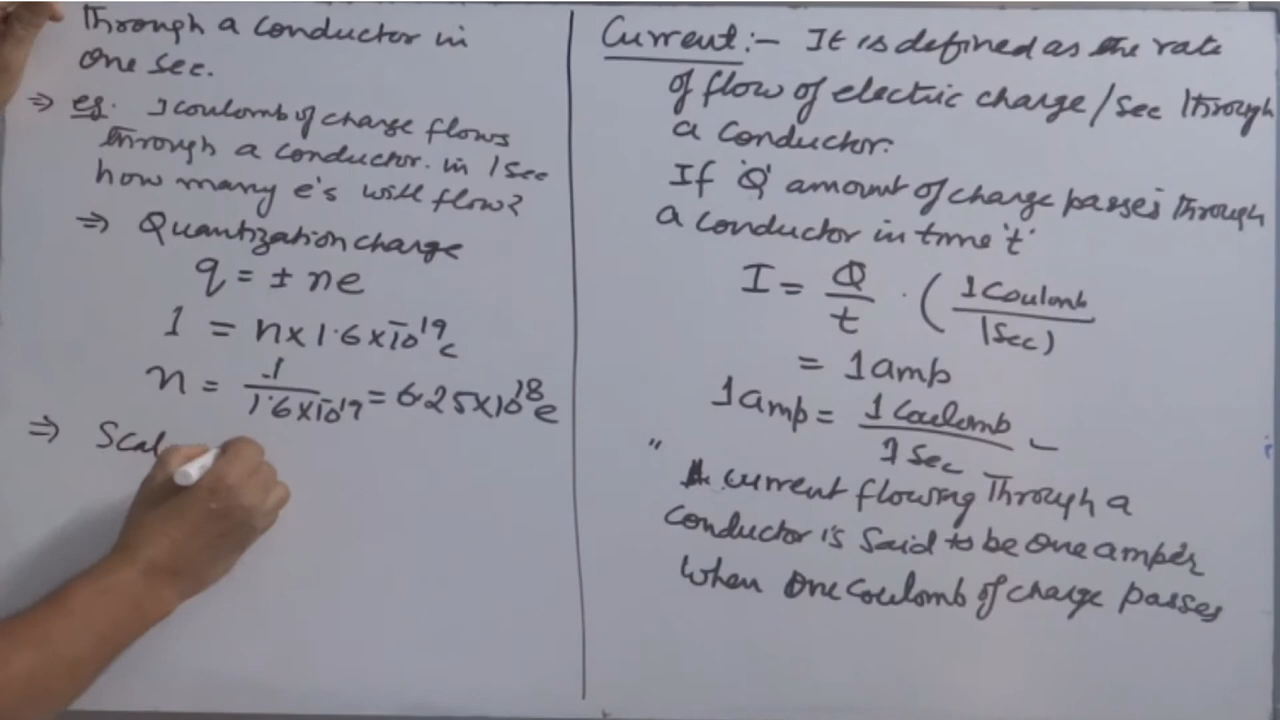 through a conductor in
one sec.
⇒ eg. 1 coulomb of charge flows
through a conductor. in 1 sec
how many e's will flow?
⇒ Quantization charge
q = ± ne
1 = n x 1.6 x 10⁻¹⁹ c
n = 1 / 1.6 x 10⁻¹⁹ = 6.25 x 10¹⁸ e
⇒ Scal
Current :- It is defined as the rate
of flow of electric charge / sec through
a conductor.
If 'Q' amount of charge passes through
a conductor in time 't'
I = Q / t . ( 1 Coulomb / 1 Sec )
= 1 amp
1 amp = 1 Coulomb / 1 Sec
" A current flowing through a
conductor is said to be one amper
when one coulomb of charge passes